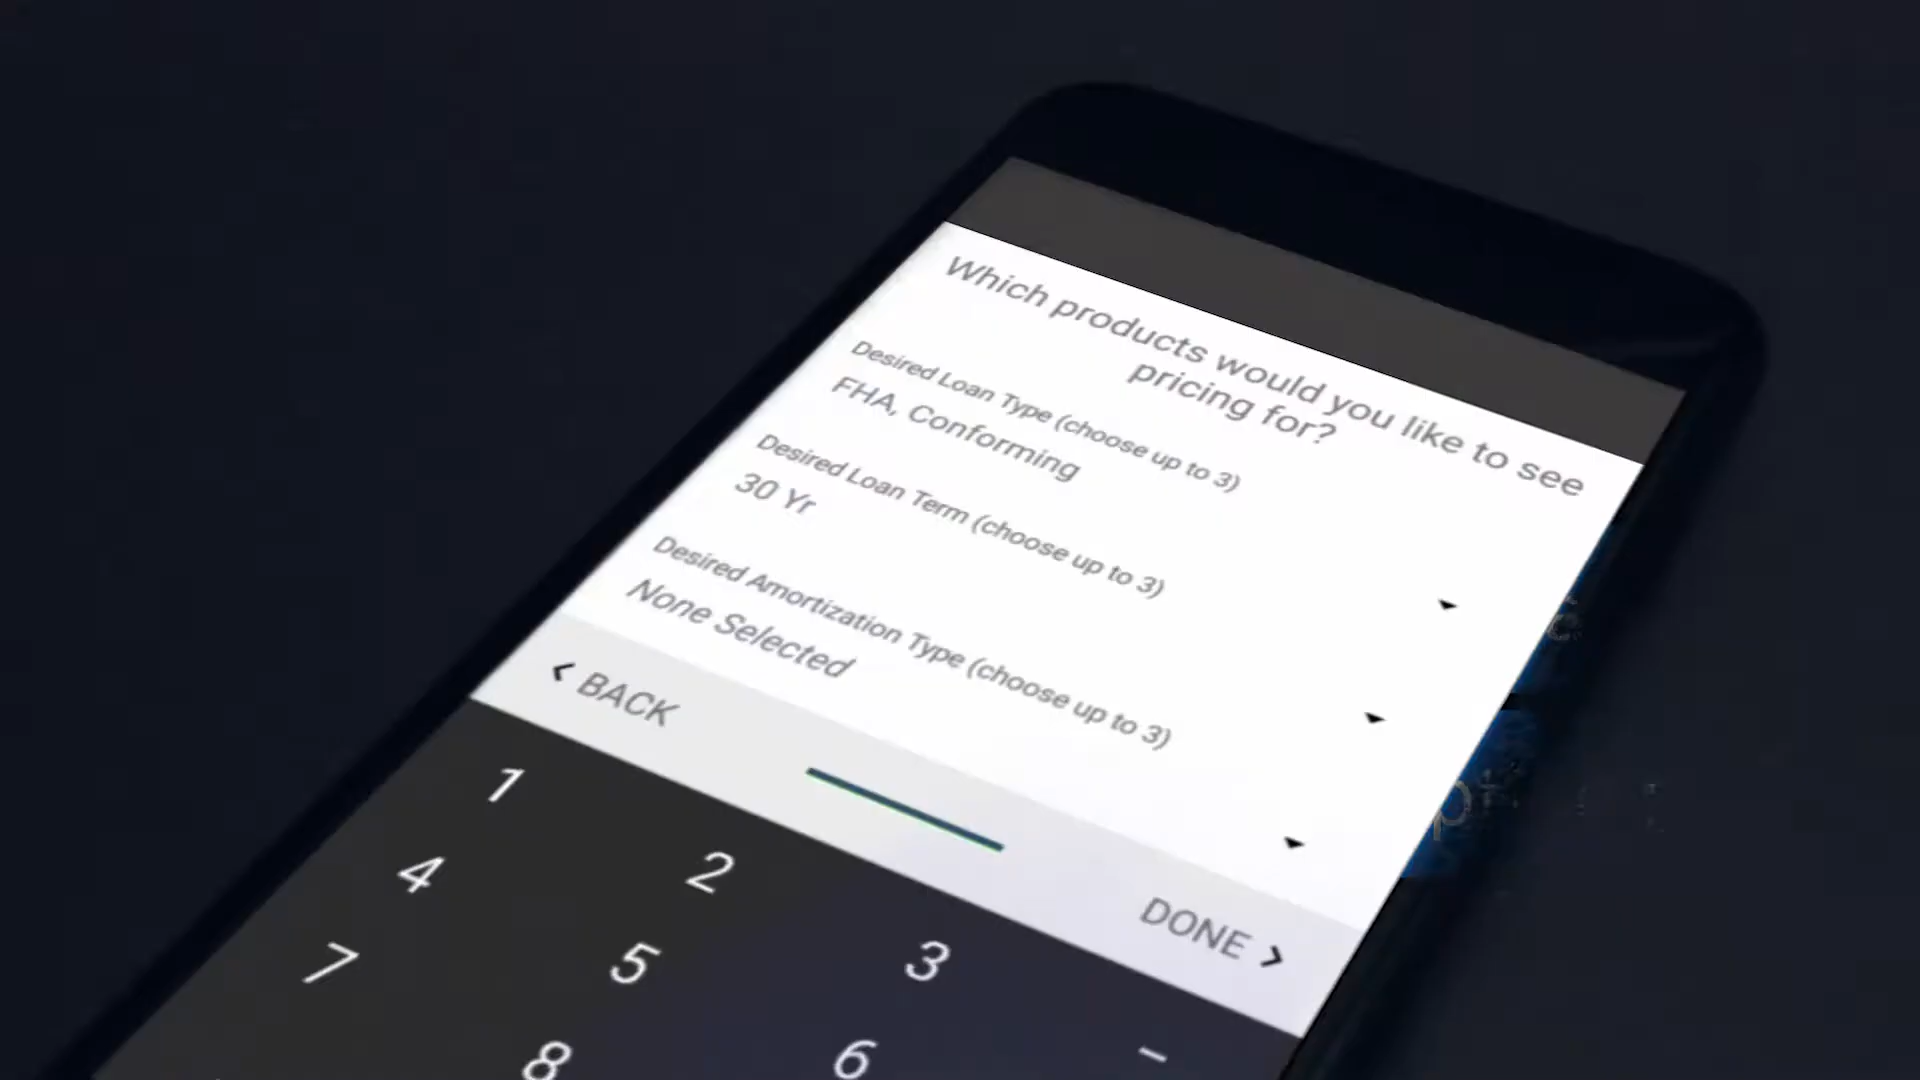 Which products would you like to see
pricing for?
Desired Loan Type (choose up to 3)
FHA, Conforming
Desired Loan Term (choose up to 3)
30 Yr
Desired Amortization Type (choose up to 3)
None Selected
BACK
DONE
1 2 3 –
4 5 6
7 8